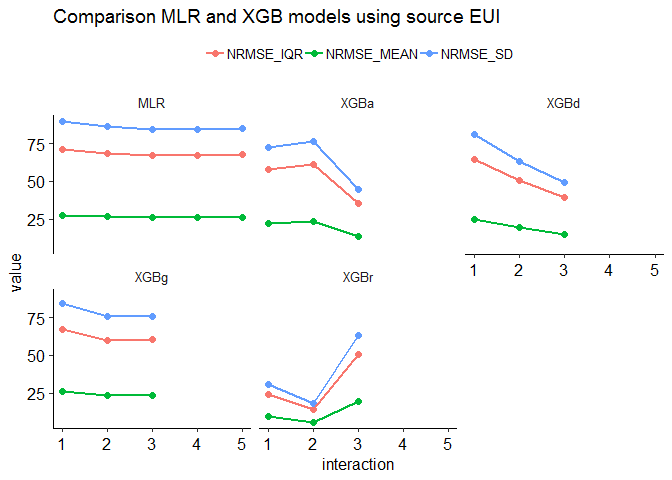 Comparison MLR and XGB models using source EUI
NRMSE_IQR NRMSE_MEAN NRMSE_SD
MLR XGBa XGBd
75
50
25
1 2 3 4 5
value
XGBg XGBr
75
50
25
1 2 3 4 5 1 2 3 4 5
interaction